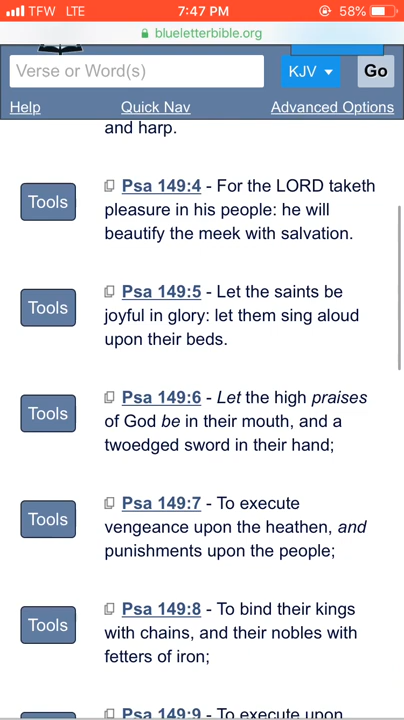 TFW LTE 7:47 PM 58%
blueletterbible.org
Verse or Word(s) KJV Go
Help Quick Nav Advanced Options
and harp.
Tools
Psa 149:4 - For the LORD taketh
pleasure in his people: he will
beautify the meek with salvation.
Tools
Psa 149:5 - Let the saints be
joyful in glory: let them sing aloud
upon their beds.
Tools
Psa 149:6 - Let the high praises
of God be in their mouth, and a
twoedged sword in their hand;
Tools
Psa 149:7 - To execute
vengeance upon the heathen, and
punishments upon the people;
Tools
Psa 149:8 - To bind their kings
with chains, and their nobles with
fetters of iron;
Psa 149:9 - To execute upon